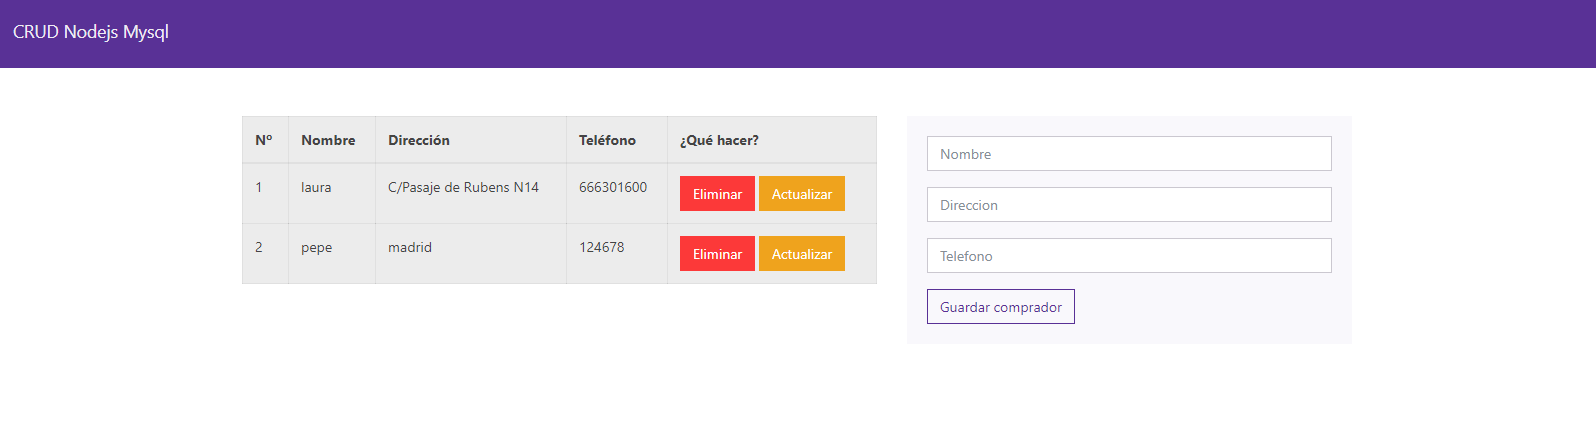 CRUD Nodejs Mysql
Nº Nombre Dirección Teléfono ¿Qué hacer?
1 laura C/Pasaje de Rubens N14 666301600 Eliminar Actualizar
2 pepe madrid 124678 Eliminar Actualizar
Nombre
Direccion
Telefono
Guardar comprador